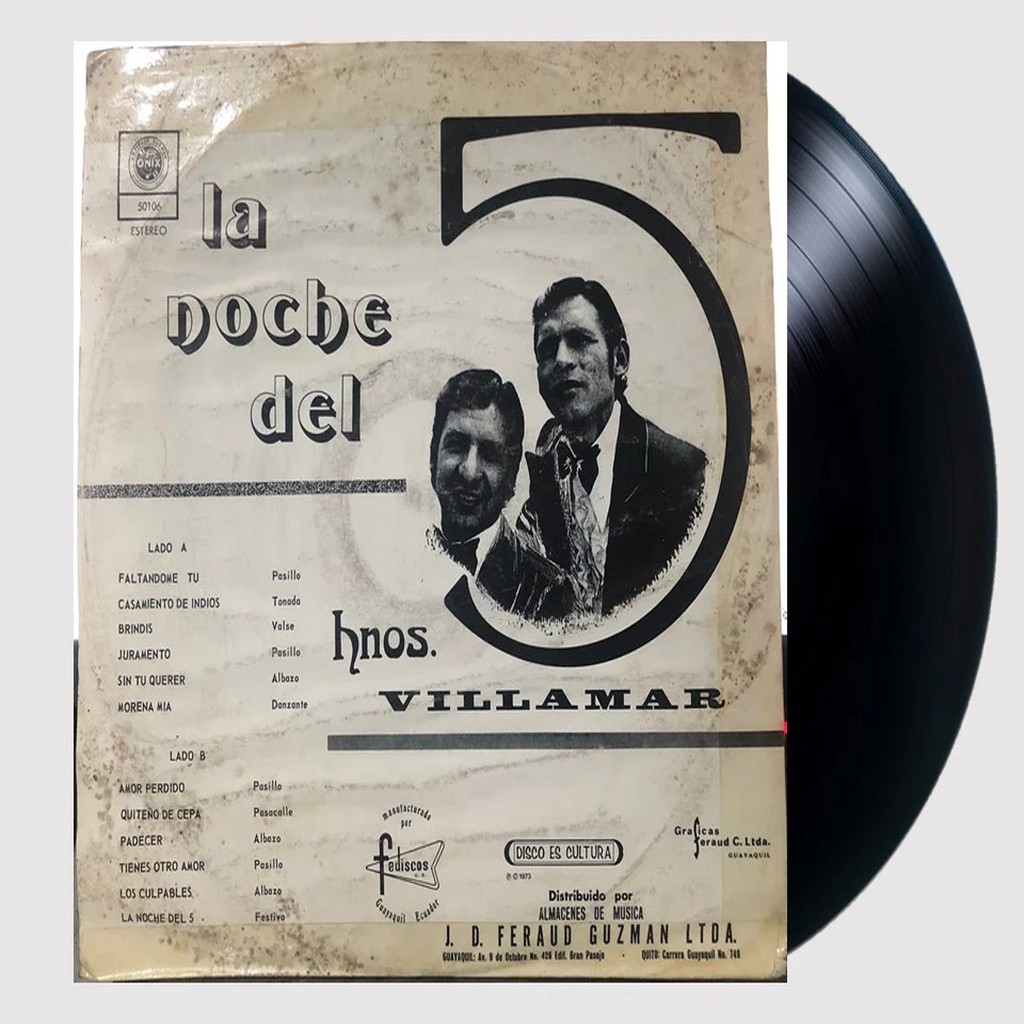 ONIX
50106
ESTEREO
la
noche
del
5
hnos.
VILLAMAR
LADO A
FALTANDOME TU Pasillo
CASAMIENTO DE INDIOS Tonada
BRINDIS Valse
JURAMENTO Pasillo
SIN TU QUERER Albazo
MORENA MIA Danzante
LADO B
AMOR PERDIDO Pasillo
QUITEÑO DE CEPA Pasacalle
PADECER Albazo
TIENES OTRO AMOR Pasillo
LOS CULPABLES Albazo
LA NOCHE DEL 5 Festivo
manufacturado
por
fediscos
s.a.
Guayaquil Ecuador
DISCO ES CULTURA
℗ © 1973
Graficas
feraud C. Ltda.
GUAYAQUIL
Distribuido por
ALMACENES DE MUSICA
J. D. FERAUD GUZMAN LTDA.
GUAYAQUIL: Av. 9 de Octubre No. 426 Edif. Gran Pasaje - QUITO: Carrera Guayaquil No. 748